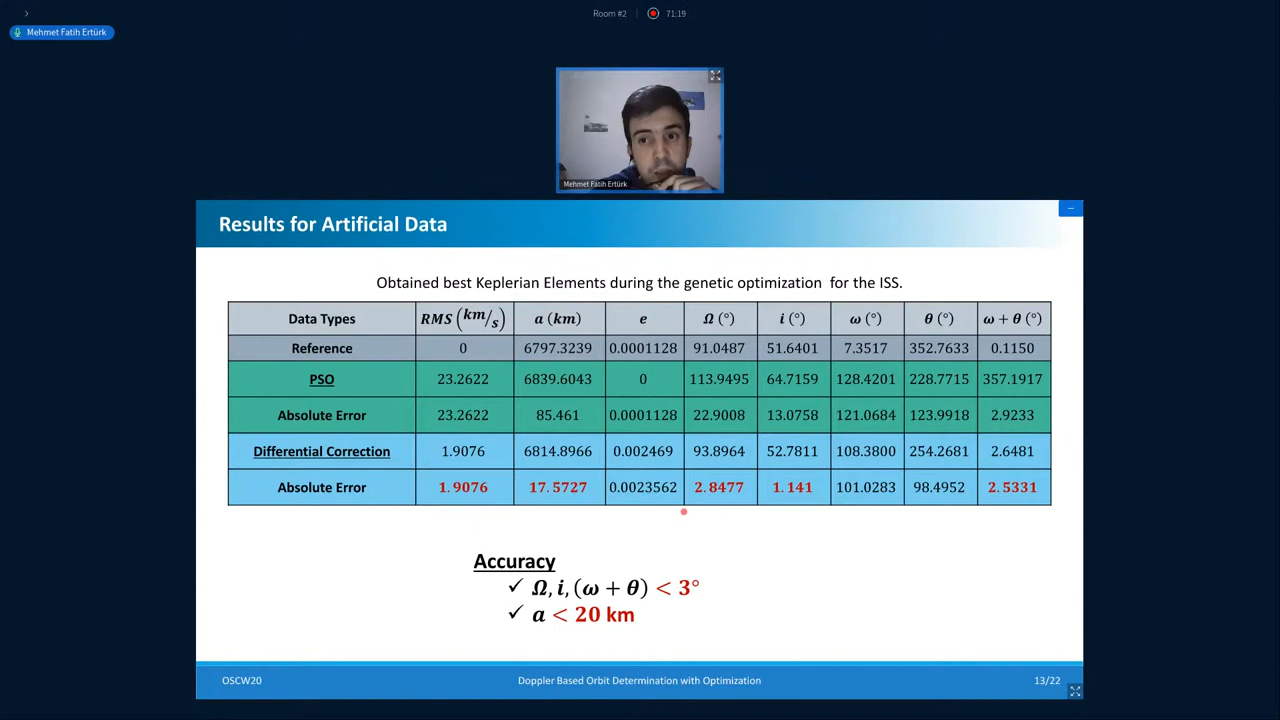 Room #2
71:19
Mehmet Fatih Ertürk
Mehmet Fatih Ertürk
Results for Artificial Data
Obtained best Keplerian Elements during the genetic optimization for the ISS.
Data Types RMS (km/s) a (km) e Ω (°) i (°) ω (°) θ (°) ω + θ (°)
Reference 0 6797.3239 0.0001128 91.0487 51.6401 7.3517 352.7633 0.1150
PSO 23.2622 6839.6043 0 113.9495 64.7159 128.4201 228.7715 357.1917
Absolute Error 23.2622 85.461 0.0001128 22.9008 13.0758 121.0684 123.9918 2.9233
Differential Correction 1.9076 6814.8966 0.002469 93.8964 52.7811 108.3800 254.2681 2.6481
Absolute Error 1.9076 17.5727 0.0023562 2.8477 1.141 101.0283 98.4952 2.5331
Accuracy
✓ Ω, i, (ω + θ) < 3°
✓ a < 20 km
OSCW20 Doppler Based Orbit Determination with Optimization 13/22